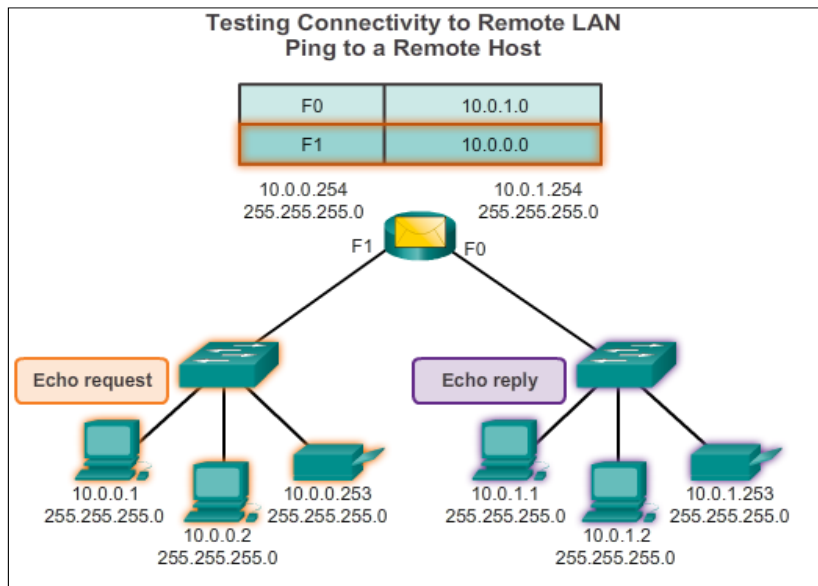 Testing Connectivity to Remote LAN
Ping to a Remote Host
F0 10.0.1.0
F1 10.0.0.0
10.0.0.254
255.255.255.0
10.0.1.254
255.255.255.0
F1
F0
Echo request
Echo reply
10.0.0.1
255.255.255.0
10.0.0.2
255.255.255.0
10.0.0.253
255.255.255.0
10.0.1.1
255.255.255.0
10.0.1.2
255.255.255.0
10.0.1.253
255.255.255.0